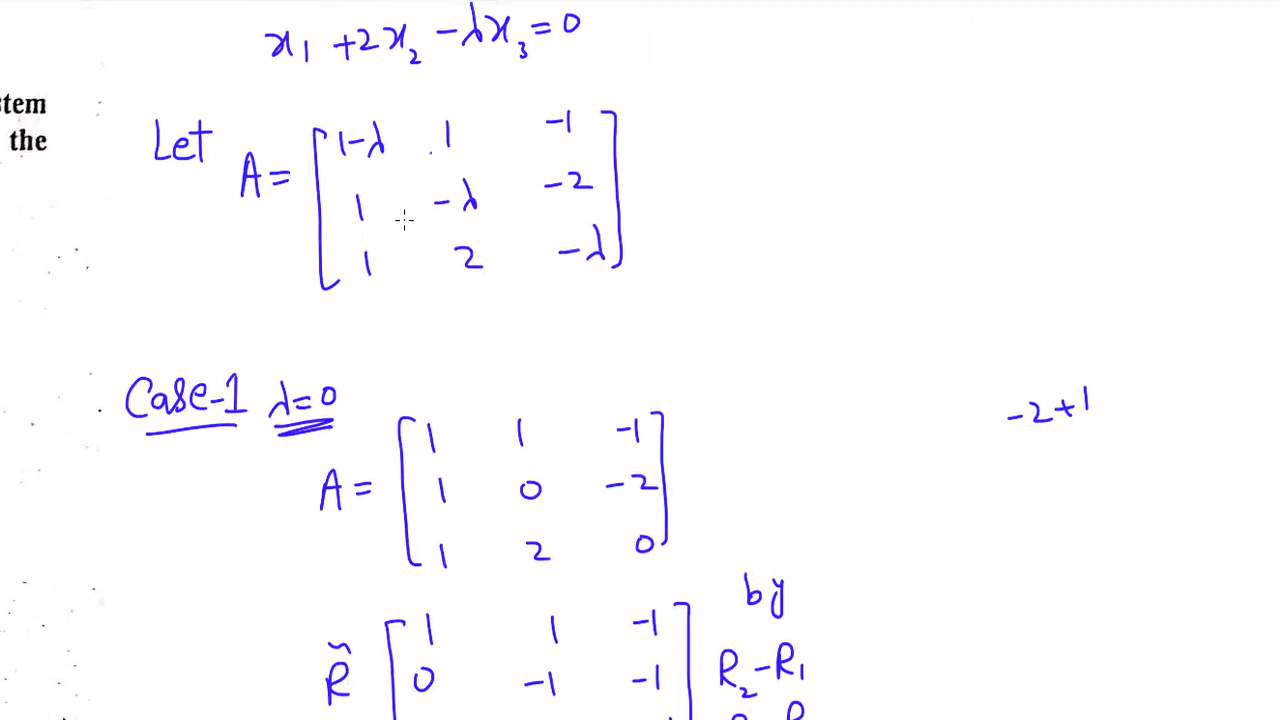 x₁ + 2x₂ - λx₃ = 0
stem
the
Let A = [ 1-λ 1 -1
1 -λ -2
1 2 -λ ]
Case-1 λ=0
-2+1
A = [ 1 1 -1
1 0 -2
1 2 0 ]
by
R̃ [ 1 1 -1
0 -1 -1 ] R₂-R₁